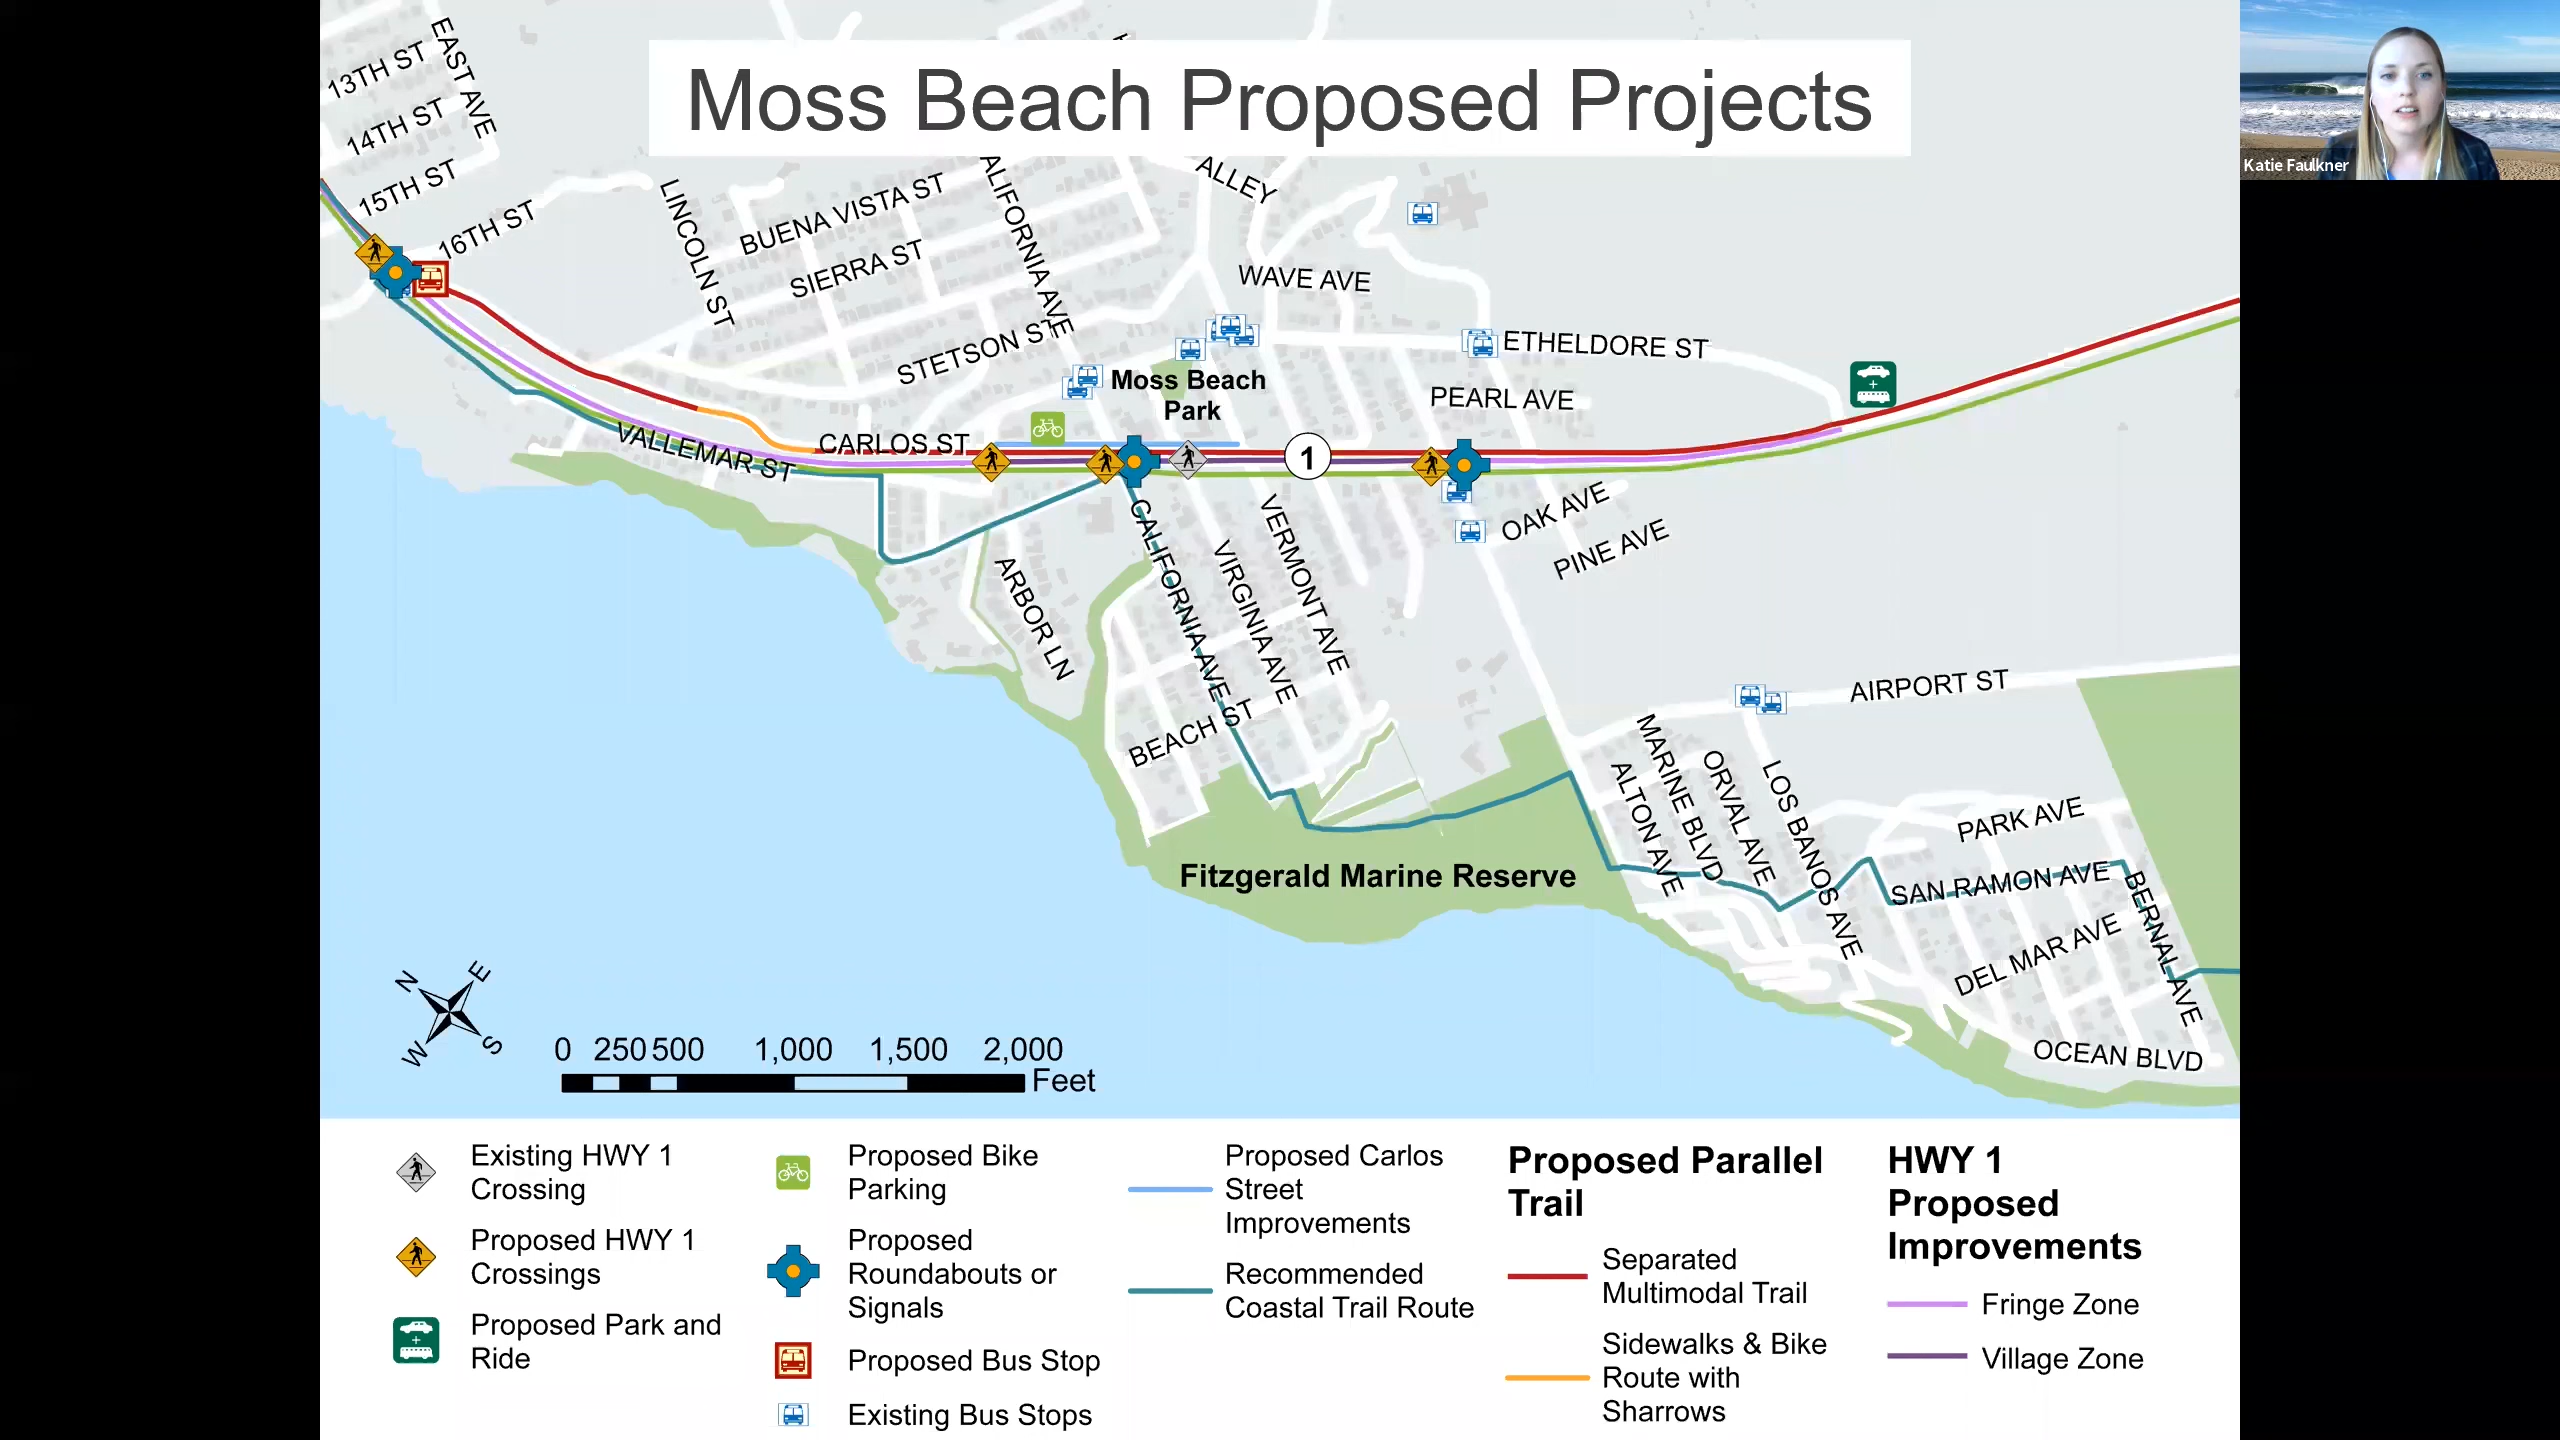 Moss Beach Proposed Projects
Katie Faulkner
13TH ST
EAST AVE
14TH ST
15TH ST
16TH ST
LINCOLN ST
BUENA VISTA ST
SIERRA ST
STETSON ST
ALIFORNIA AVE
ALLEY
WAVE AVE
ETHELDORE ST
PEARL AVE
Moss Beach
Park
CARLOS ST
VALLEMAR ST
1
OAK AVE
PINE AVE
ARBOR LN
CALIFORNIA AVE
VIRGINIA AVE
VERMONT AVE
BEACH ST
AIRPORT ST
MARINE BLVD
ALTON AVE
ORVAL AVE
LOS BANOS AVE
PARK AVE
SAN RAMON AVE
BERNAL AVE
DEL MAR AVE
OCEAN BLVD
Fitzgerald Marine Reserve
N
E
W
S
0 250 500 1,000 1,500 2,000
Feet
Existing HWY 1
Crossing
Proposed HWY 1
Crossings
Proposed Park and
Ride
Proposed Bike
Parking
Proposed
Roundabouts or
Signals
Proposed Bus Stop
Existing Bus Stops
Proposed Carlos
Street
Improvements
Recommended
Coastal Trail Route
Proposed Parallel
Trail
Separated
Multimodal Trail
Sidewalks & Bike
Route with
Sharrows
HWY 1
Proposed
Improvements
Fringe Zone
Village Zone